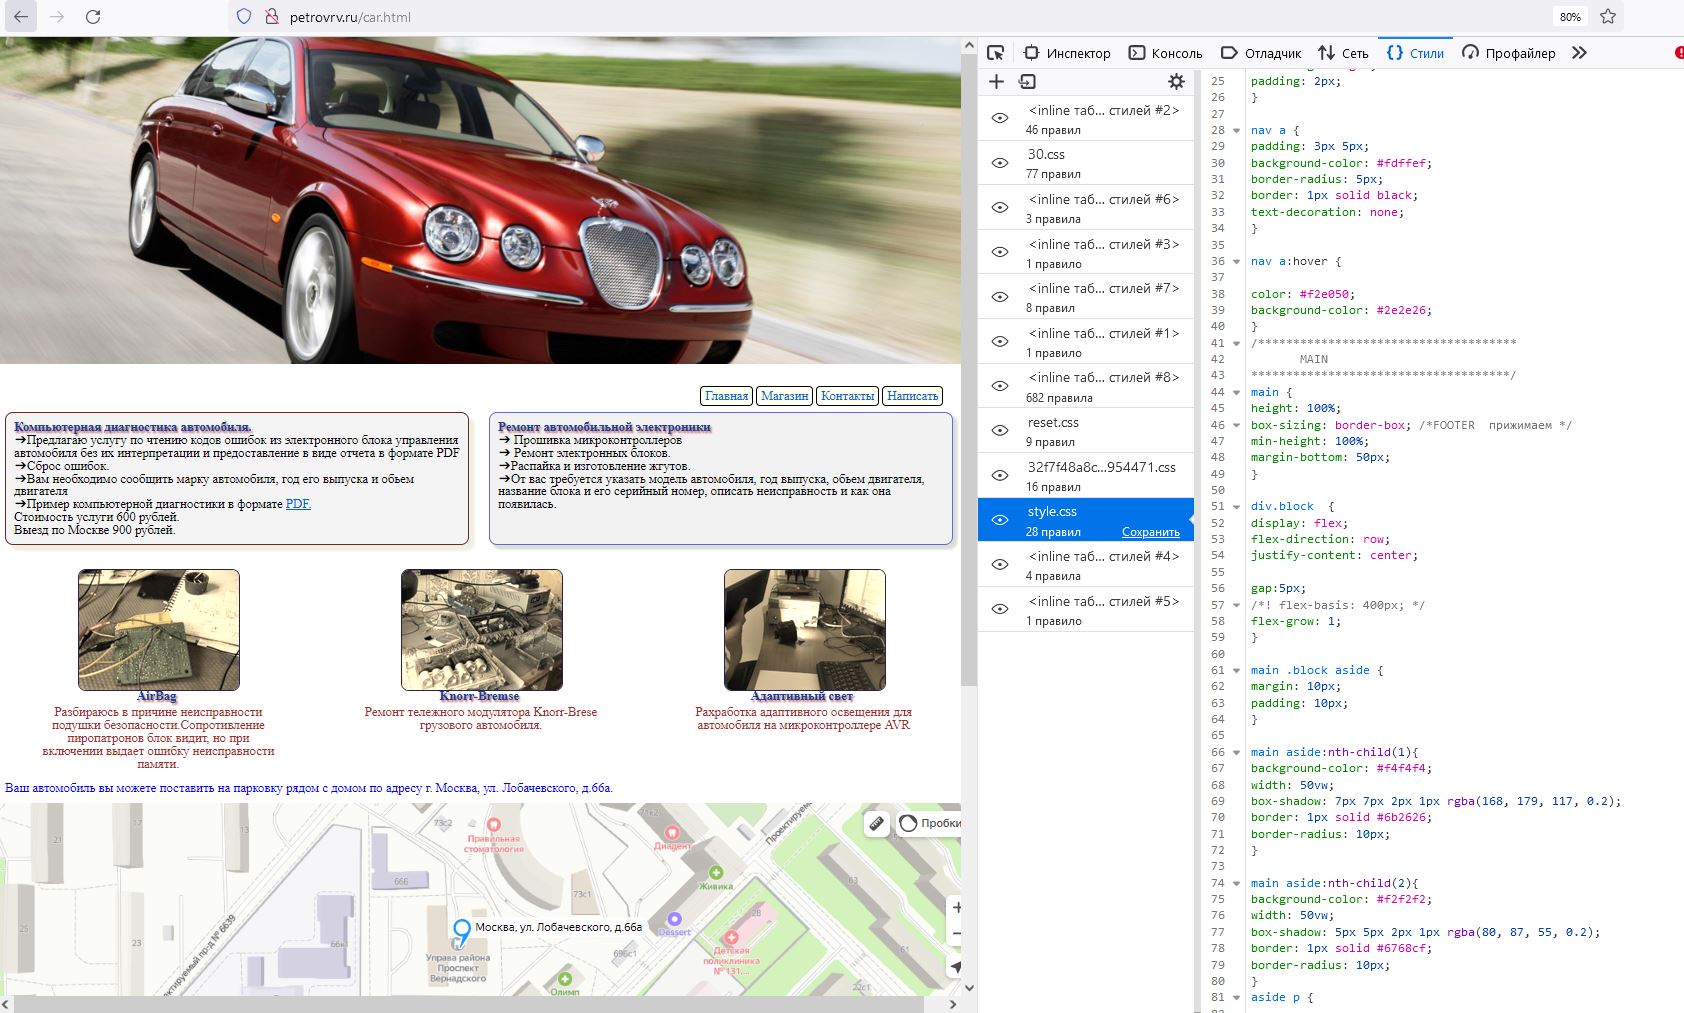 petrovrv.ru/car.html
80%
Главная
Магазин
Контакты
Написать
Компьютерная диагностика автомобиля.
➔Предлагаю услугу по чтению кодов ошибок из электронного блока управления
автомобиля без их интерпретации и предоставление в виде отчета в формате PDF
➔Сброс ошибок.
➔Вам необходимо сообщить марку автомобиля, год его выпуска и обьем
двигателя
➔Пример компьютерной диагностики в формате PDF.
Стоимость услуги 600 рублей.
Выезд по Москве 900 рублей.
Ремонт автомобильной электроники
➔ Прошивка микроконтроллеров
➔ Ремонт электронных блоков.
➔Распайка и изготовление жгутов.
➔От вас требуется указать модель автомобиля, год выпуска, обьем двигателя,
название блока и его серийный номер, описать неисправность и как она
появилась.
AirBag
Разбираюсь в причине неисправности
подушки безопасности.Сопротивление
пиропатронов блок видит, но при
включении выдает ошибку неисправности
памяти.
Knorr-Bremse
Ремонт тележного модулятора Knorr-Brese
грузового автомобиля.
Адаптивный свет
Рахработка адаптивного освещения для
автомобиля на микроконтроллере AVR
Ваш автомобиль вы можете поставить на парковку рядом с домом по адресу г. Москва, ул. Лобачевского, д.66а.
21
17
13
73с2
Правильная
стоматология
Диадент
Проектируемый
Пробки
66Б
73с1
Живика
63
25
23
Проектируемый пр-д № 6639
66к1
Москва, ул. Лобачевского, д.66а
Dessert
28
Детская
поликлиника
№ 131,...
61
Управа района
Проспект
Вернадского
69бс1
Олимп
22с1
+
−
Инспектор
Консоль
Отладчик
Сеть
{} Стили
Профайлер
<inline таб... стилей #2>
46 правил
30.css
77 правил
<inline таб... стилей #6>
3 правила
<inline таб... стилей #3>
1 правило
<inline таб... стилей #7>
8 правил
<inline таб... стилей #1>
1 правило
<inline таб... стилей #8>
682 правила
reset.css
9 правил
32f7f48a8c...954471.css
16 правил
style.css
28 правил Сохранить
<inline таб... стилей #4>
4 правила
<inline таб... стилей #5>
1 правило
25 padding: 2px;
26 }
27
28 nav a {
29 padding: 3px 5px;
30 background-color: #fdffef;
31 border-radius: 5px;
32 border: 1px solid black;
33 text-decoration: none;
34 }
35
36 nav a:hover {
37
38 color: #f2e050;
39 background-color: #2e2e26;
40 }
41 /*************************************
42 MAIN
43 *************************************/
44 main {
45 height: 100%;
46 box-sizing: border-box; /*FOOTER прижимаем */
47 min-height: 100%;
48 margin-bottom: 50px;
49 }
50
51 div.block {
52 display: flex;
53 flex-direction: row;
54 justify-content: center;
55
56 gap:5px;
57 /*! flex-basis: 400px; */
58 flex-grow: 1;
59 }
60
61 main .block aside {
62 margin: 10px;
63 padding: 10px;
64 }
65
66 main aside:nth-child(1){
67 background-color: #f4f4f4;
68 width: 50vw;
69 box-shadow: 7px 7px 2px 1px rgba(168, 179, 117, 0.2);
70 border: 1px solid #6b2626;
71 border-radius: 10px;
72 }
73
74 main aside:nth-child(2){
75 background-color: #f2f2f2;
76 width: 50vw;
77 box-shadow: 5px 5px 2px 1px rgba(80, 87, 55, 0.2);
78 border: 1px solid #6768cf;
79 border-radius: 10px;
80 }
81 aside p {